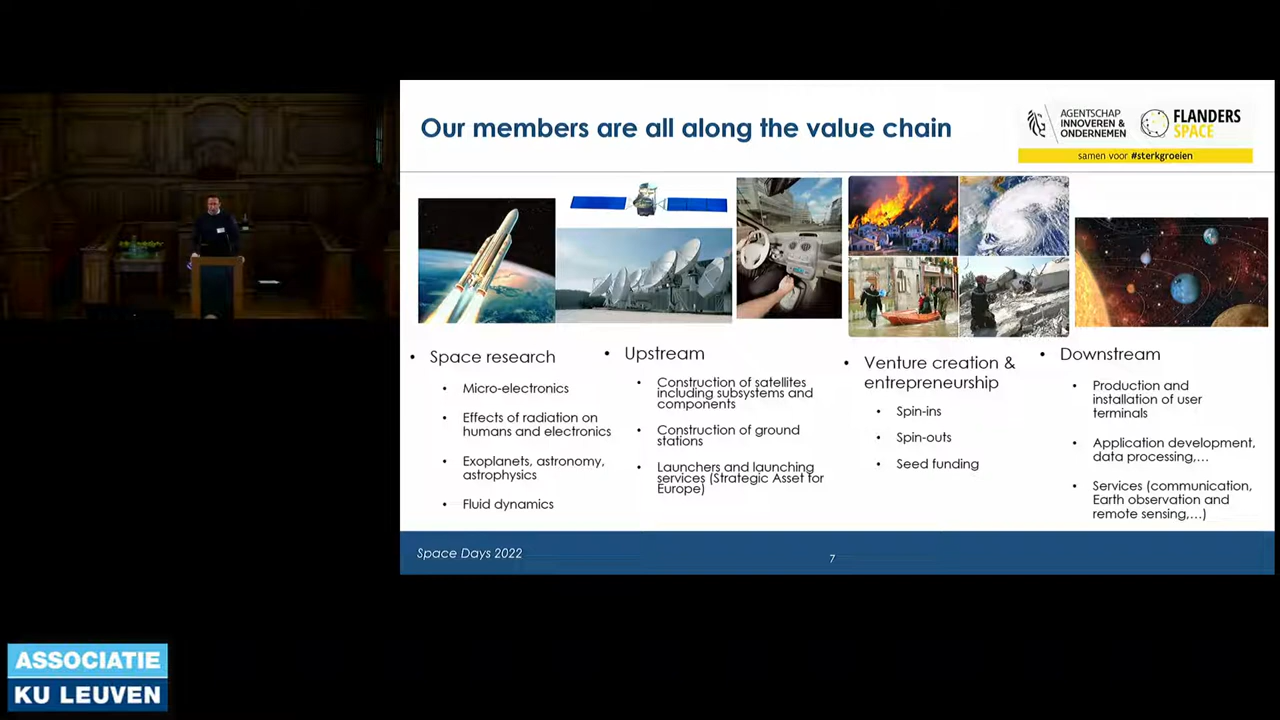 Our members are all along the value chain
AGENTSCHAP
INNOVEREN &
ONDERNEMEN
FLANDERS
SPACE
samen voor #sterkgroeien
• Space research
• Micro-electronics
• Effects of radiation on
humans and electronics
• Exoplanets, astronomy,
astrophysics
• Fluid dynamics
• Upstream
• Construction of satellites
including subsystems and
components
• Construction of ground
stations
• Launchers and launching
services (Strategic Asset for
Europe)
• Venture creation &
entrepreneurship
• Spin-ins
• Spin-outs
• Seed funding
• Downstream
• Production and
installation of user
terminals
• Application development,
data processing,...
• Services (communication,
Earth observation and
remote sensing,...)
Space Days 2022
7
ASSOCIATIE
KU LEUVEN